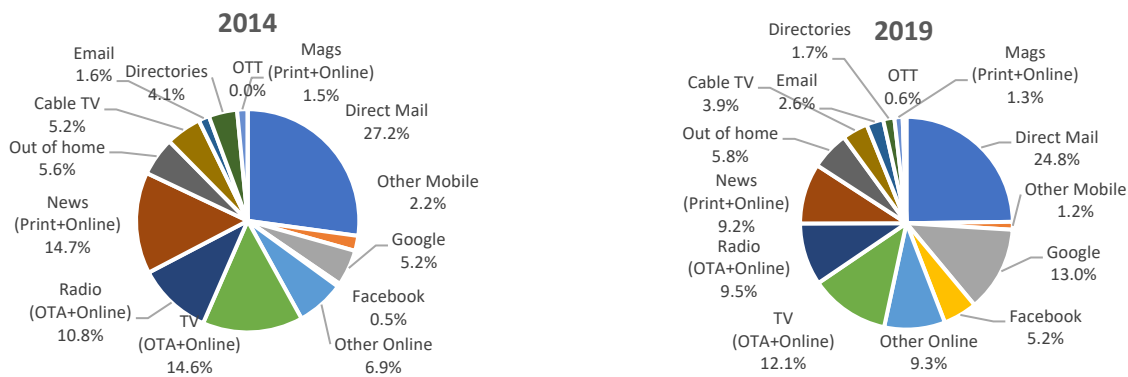 2014
Email
1.6%
Directories
4.1%
OTT
0.0%
Mags
(Print+Online)
1.5%
Cable TV
5.2%
Direct Mail
27.2%
Out of home
5.6%
Other Mobile
2.2%
News
(Print+Online)
14.7%
Google
5.2%
Radio
(OTA+Online)
10.8%
Facebook
0.5%
TV
(OTA+Online)
14.6%
Other Online
6.9%
2019
Directories
1.7%
Mags
(Print+Online)
1.3%
Cable TV
3.9%
Email
2.6%
OTT
0.6%
Out of home
5.8%
Direct Mail
24.8%
News
(Print+Online)
9.2%
Other Mobile
1.2%
Radio
(OTA+Online)
9.5%
Google
13.0%
Facebook
5.2%
TV
(OTA+Online)
12.1%
Other Online
9.3%